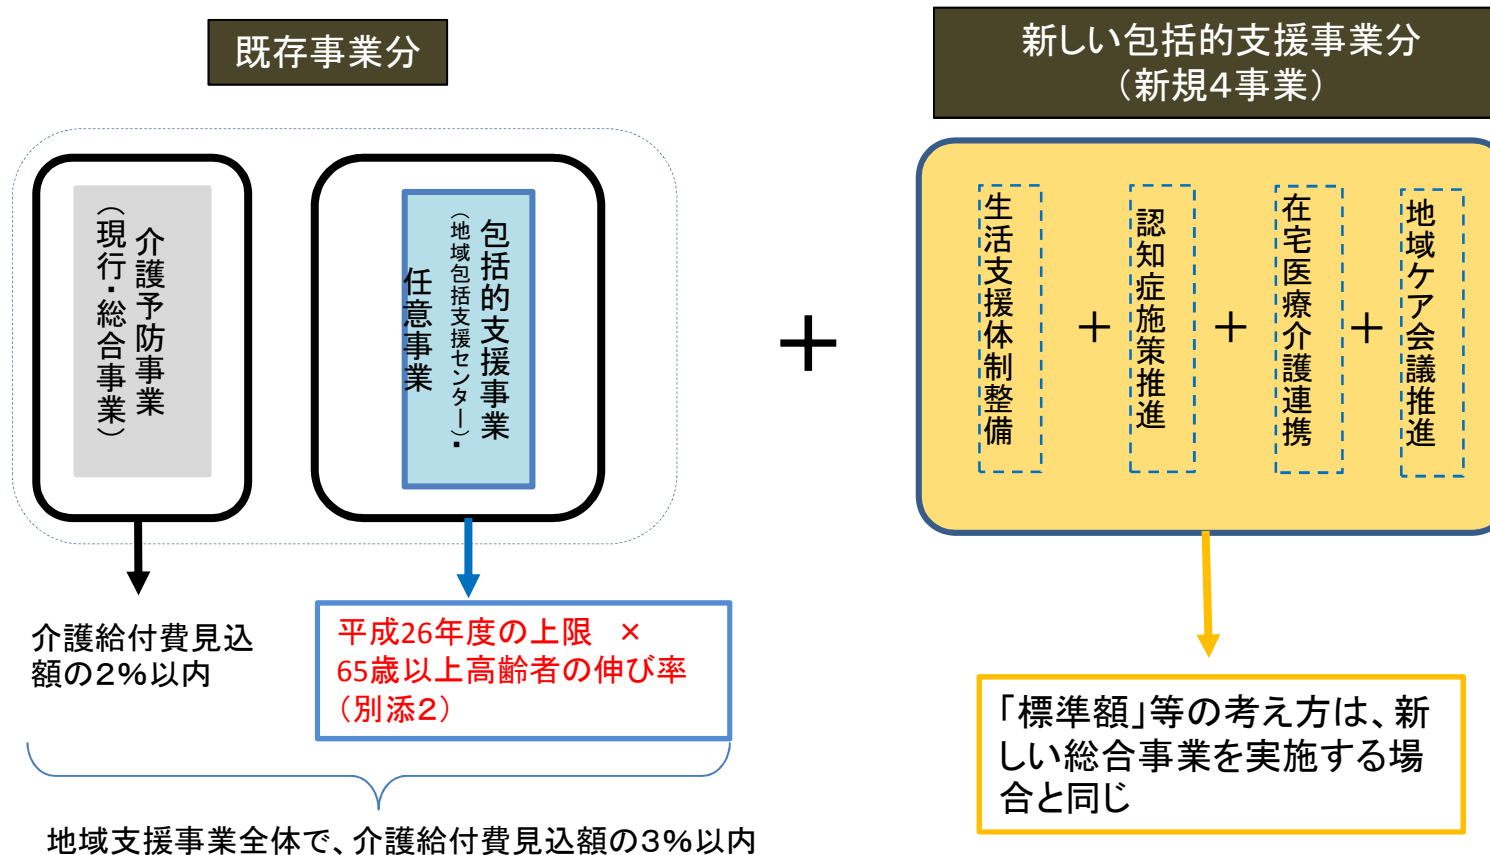 既存事業分
新しい包括的支援事業分
（新規４事業）
介護予防事業
（現行・総合事業）
包括的支援事業
（地域包括支援センター）・
任意事業
＋
生活支援体制整備
＋
認知症施策推進
＋
在宅医療介護連携
＋
地域ケア会議推進
介護給付費見込
額の２％以内
平成26年度の上限　×
65歳以上高齢者の伸び率
（別添２）
「標準額」等の考え方は、新
しい総合事業を実施する場
合と同じ
地域支援事業全体で、介護給付費見込額の３％以内